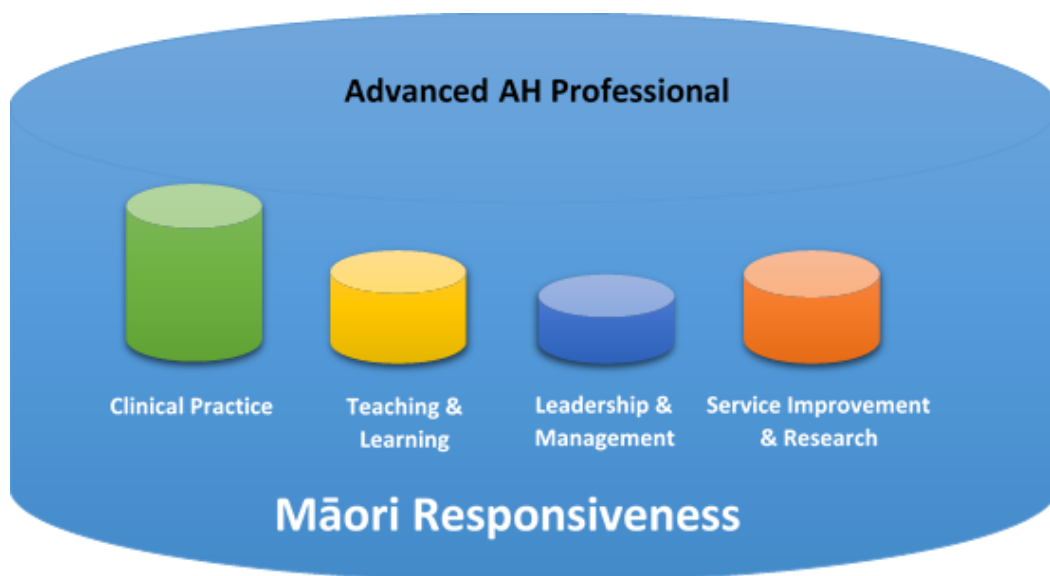 Advanced AH Professional
Clinical Practice
Teaching &
Learning
Leadership &
Management
Service Improvement
& Research
Māori Responsiveness